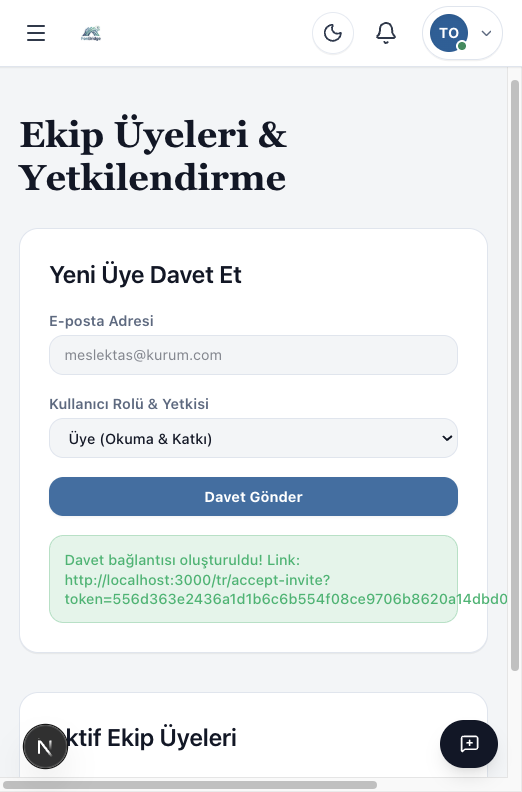 TO
Ekip Üyeleri &
Yetkilendirme
Yeni Üye Davet Et
E-posta Adresi
meslektas@kurum.com
Kullanıcı Rolü & Yetkisi
Üye (Okuma & Katkı)
Davet Gönder
Davet bağlantısı oluşturuldu! Link:
http://localhost:3000/tr/accept-invite?
token=556d363e2436a1d1b6c6b554f08ce9706b8620a14dbd0
ktif Ekip Üyeleri
N